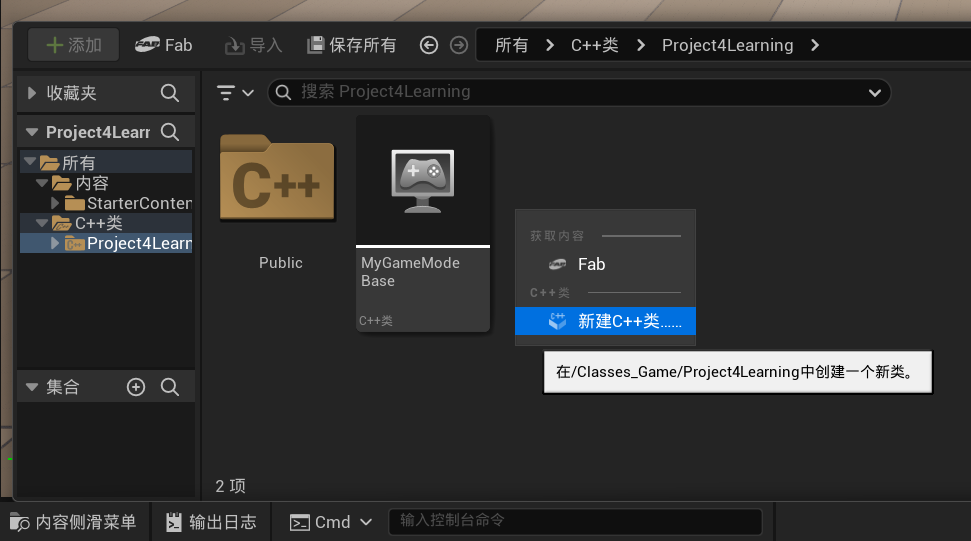 添加
Fab
导入
保存所有
所有
C++类
Project4Learning
收藏夹
搜索 Project4Learning
Project4Learn
所有
内容
StarterConten
C++类
Project4Learn
C++
Public
MyGameMode
Base
C++类
获取内容
Fab
C++类
新建C++类......
在/Classes_Game/Project4Learning中创建一个新类。
集合
2 项
内容侧滑菜单
输出日志
Cmd
输入控制台命令